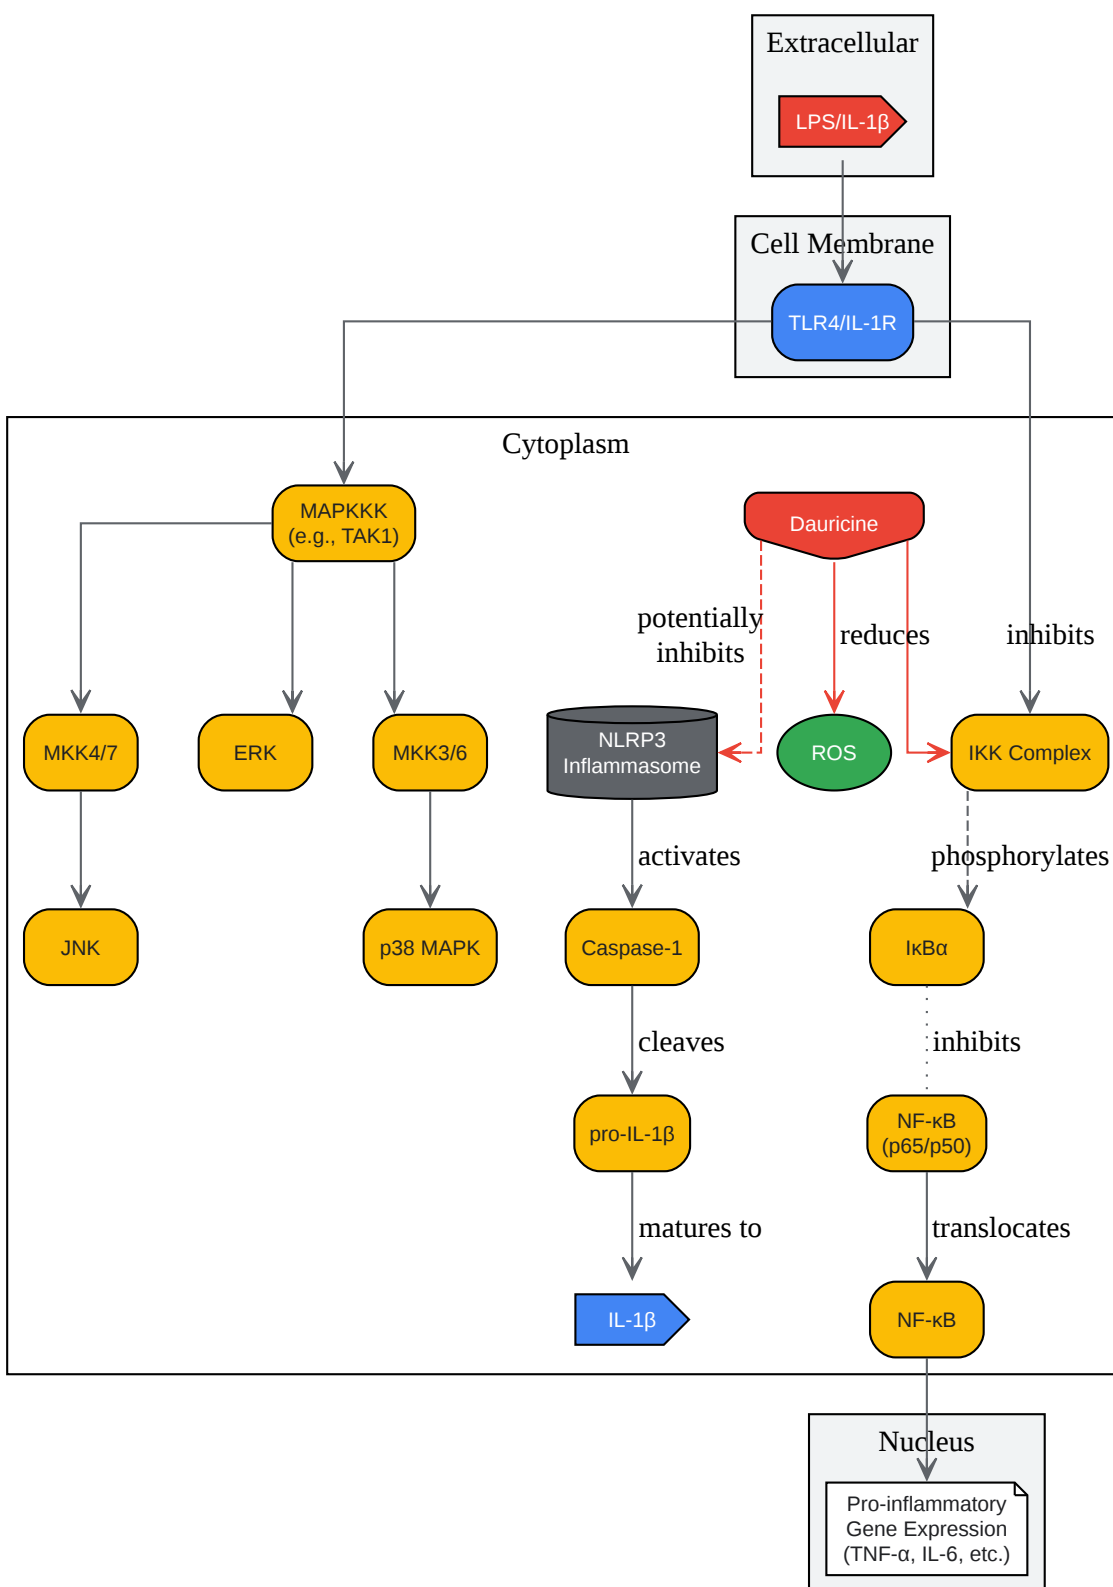 Extracellular
LPS/IL-1β
Cell Membrane
TLR4/IL-1R
Cytoplasm
MAPKKK
(e.g., TAK1)
Dauricine
potentially
inhibits
reduces
inhibits
MKK4/7
ERK
MKK3/6
NLRP3
Inflammasome
ROS
IKK Complex
activates
phosphorylates
JNK
p38 MAPK
Caspase-1
IκBα
cleaves
inhibits
pro-IL-1β
NF-κB
(p65/p50)
matures to
translocates
IL-1β
NF-κB
Nucleus
Pro-inflammatory
Gene Expression
(TNF-α, IL-6, etc.)